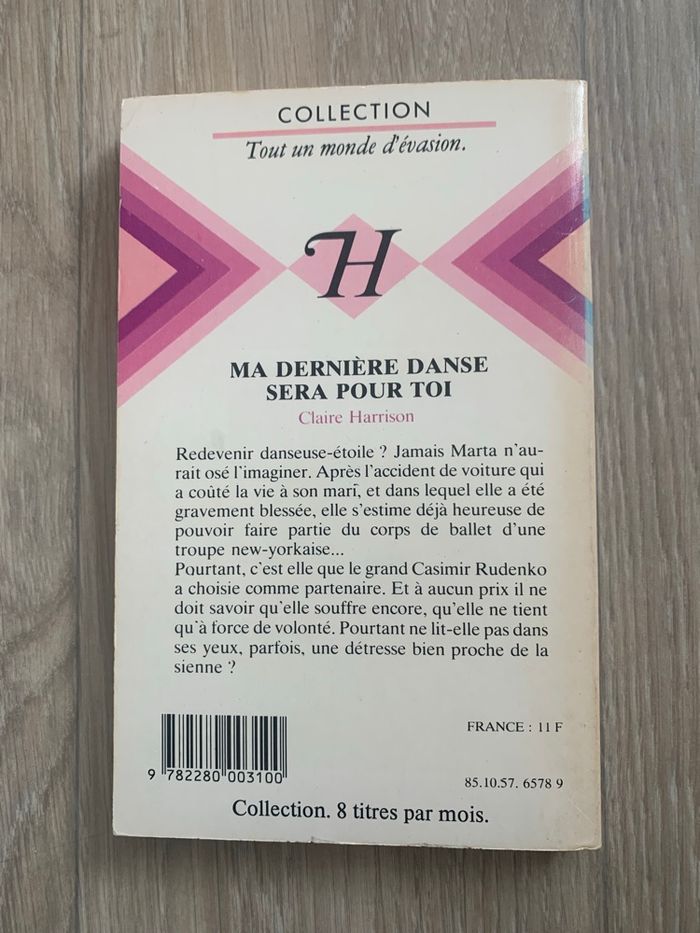 COLLECTION
Tout un monde d'évasion.
H
MA DERNIÈRE DANSE
SERA POUR TOI
Claire Harrison
Redevenir danseuse-étoile ? Jamais Marta n'au-
rait osé l'imaginer. Après l'accident de voiture qui
a coûté la vie à son mari, et dans lequel elle a été
gravement blessée, elle s'estime déjà heureuse de
pouvoir faire partie du corps de ballet d'une
troupe new-yorkaise...
Pourtant, c'est elle que le grand Casimir Rudenko
a choisie comme partenaire. Et à aucun prix il ne
doit savoir qu'elle souffre encore, qu'elle ne tient
qu'à force de volonté. Pourtant ne lit-elle pas dans
ses yeux, parfois, une détresse bien proche de la
sienne ?
FRANCE : 11 F
9 782280 003100
85.10.57. 6578 9
Collection. 8 titres par mois.